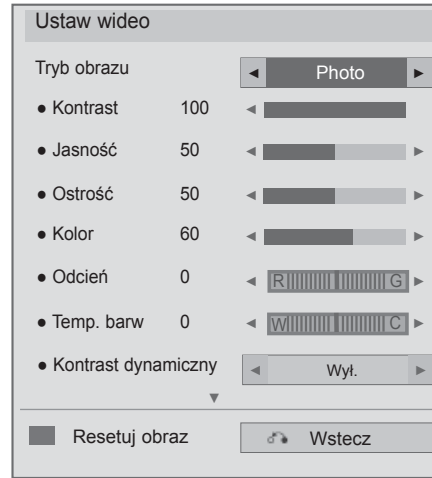 Ustaw wideo
Tryb obrazu ◄ Photo ►
● Kontrast 100 ◄
● Jasność 50 ◄ ►
● Ostrość 50 ◄ ►
● Kolor 60 ◄ ►
● Odcień 0 ◄ R G ►
● Temp. barw 0 ◄ W C ►
● Kontrast dynamiczny ◄ Wył. ►
▼
Resetuj obraz Wstecz